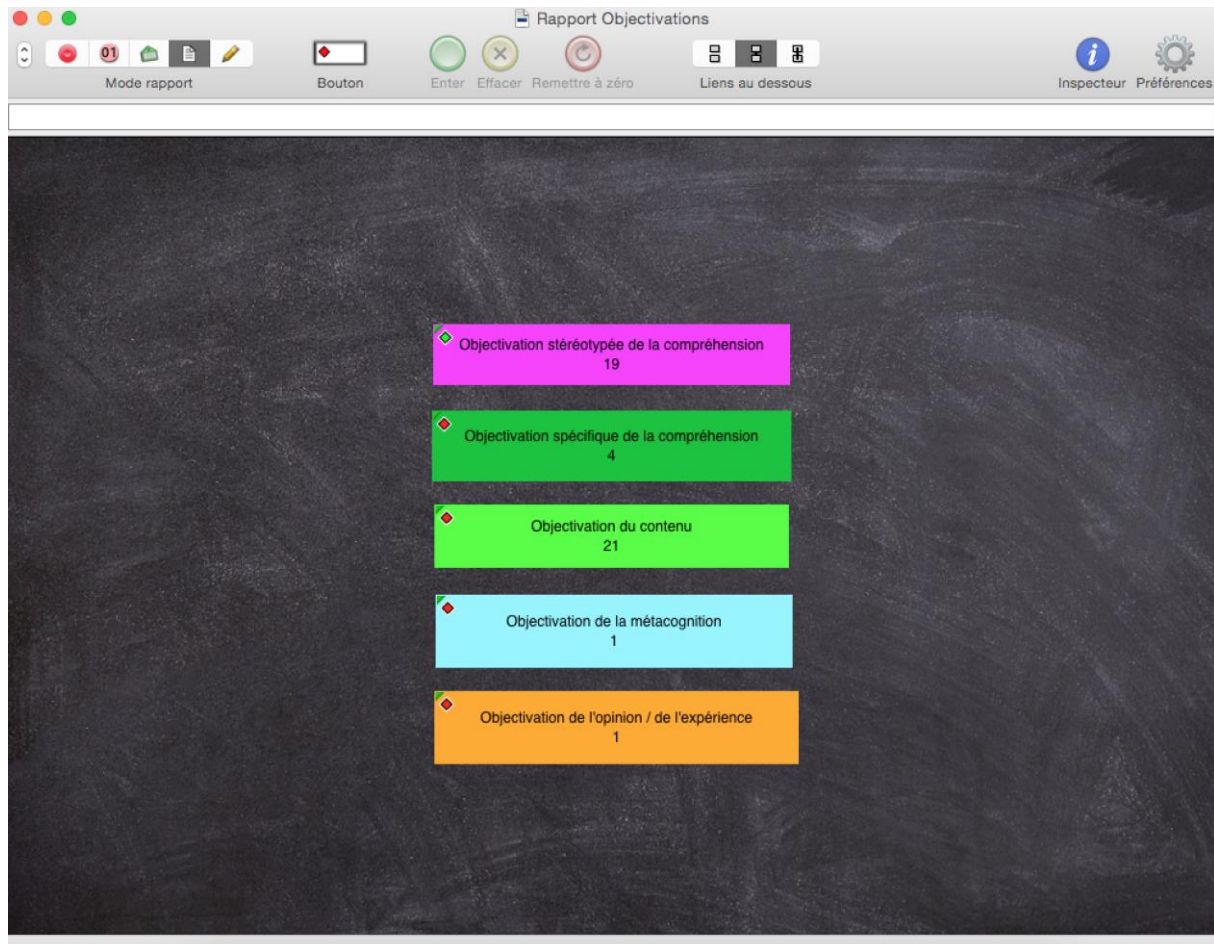 Rapport Objectivations
01
Mode rapport
Bouton
Enter
Effacer
Remettre à zéro
Liens au dessous
Inspecteur
Préférences
Objectivation stéréotypée de la compréhension
19
Objectivation spécifique de la compréhension
4
Objectivation du contenu
21
Objectivation de la métacognition
1
Objectivation de l'opinion / de l'expérience
1